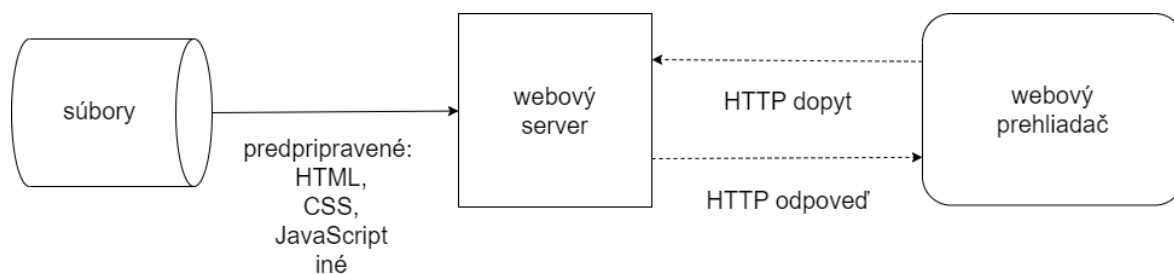 súbory
predpripravené:
HTML,
CSS,
JavaScript
iné
webový
server
HTTP dopyt
HTTP odpoveď
webový
prehliadač